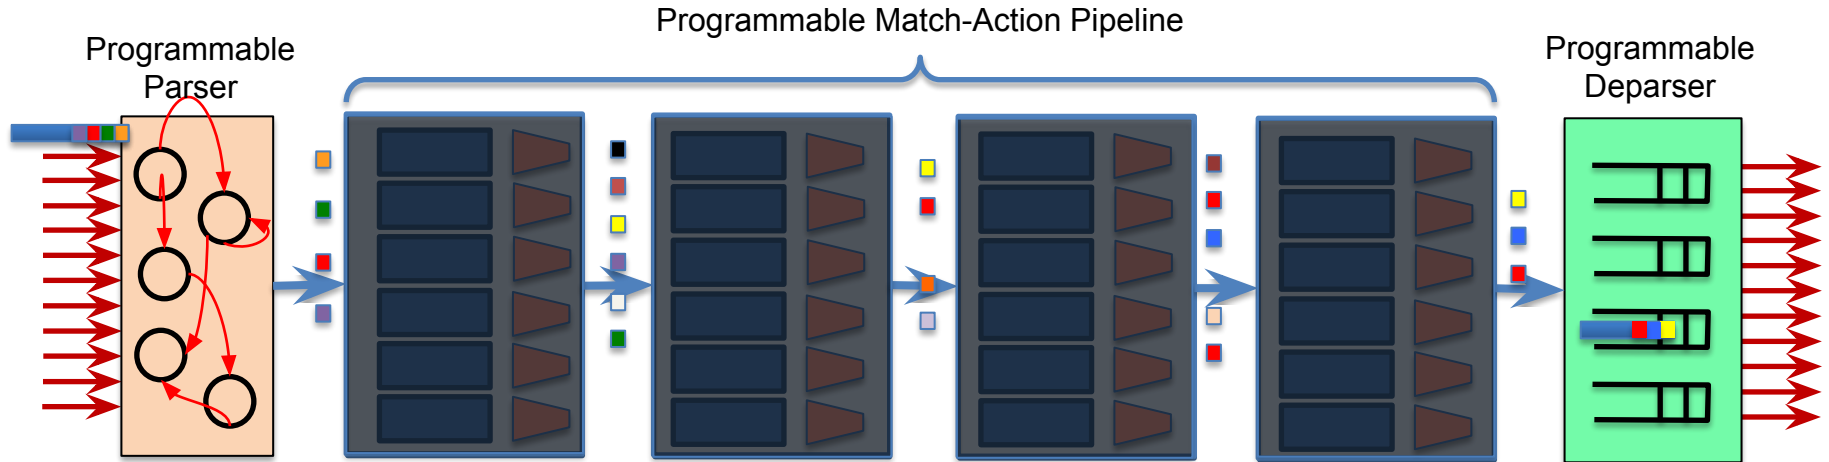 Programmable Match-Action Pipeline
Programmable
Parser
Programmable
Deparser